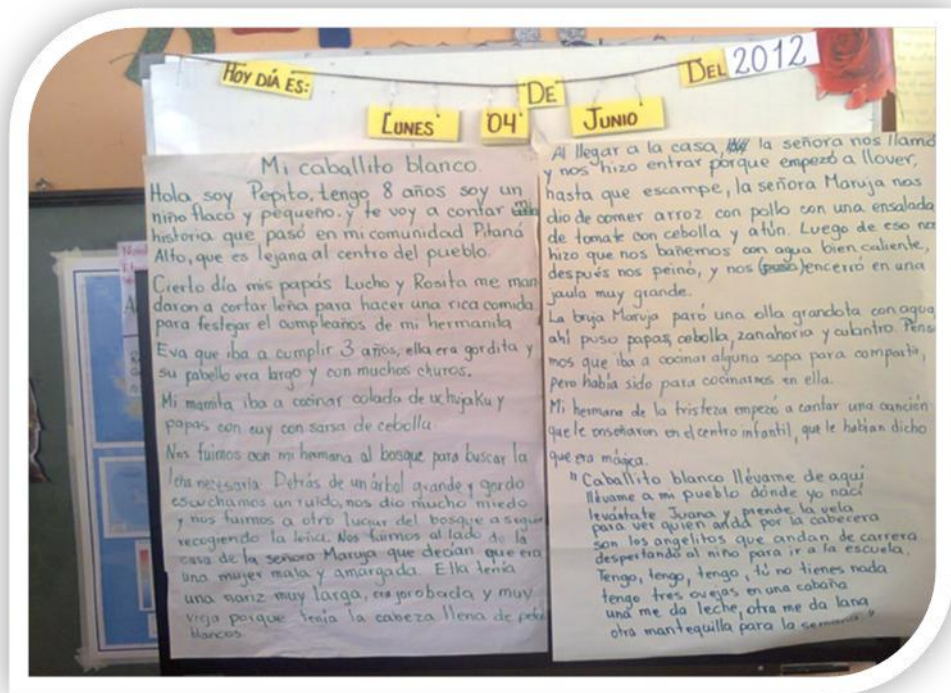 HOY DÍA ES:
LUNES 04 DE JUNIO DEL 2012
Mi caballito blanco.
Hola soy Pepito, tengo 8 años soy un
niño flaco y pequeño. y te voy a contar mi
historia que pasó en mi comunidad Pitaná
Alto, que es lejana al centro del pueblo.
Cierto día mis papás Lucho y Rosita me man
daron a cortar leña para hacer una rica comida
para festejar el cumpleaños de mi hermanita
Eva que iba a cumplir 3 años, ella era gordita y
su pabello era largo y con muchos churos.
Mi mamita iba a cocinar colada de uchujaku y
papas con cuy con sarsa de cebolla.
Nos fuimos con mi hermana al bosque para buscar la
leña necesaria. Detrás de un árbol grande y gordo
escuchamos un ruido, nos dio mucho miedo
y nos fuimos a otro lugar del bosque a seguir
recogiendo la leña. Nos fuimos al lado de la
casa de la señora Maruja que decían que era
una mujer mala y amargada. Ella tenía
una nariz muy larga, era jorobada y muy
vieja porque tenía la cabeza llena de pelos
blancos.
Al llegar a la casa, la señora nos llamó
y nos hizo entrar porque empezó a llover,
hasta que escampe, la señora Maruja nos
dio de comer arroz con pollo con una ensalada
de tomate con cebolla y atún. Luego de eso nos
hizo que nos bañemos con agua bien caliente,
después nos peinó, y nos (puso) encerró en una
jaula muy grande.
La bruja Maruja paró una olla grandota con agua
ahí puso papas, cebolla, zanahoria y culantro. Pensa
mos que iba a cocinar alguna sopa para compartir,
pero había sido para cocinarnos en ella.
Mi hermana de la tristeza empezó a cantar una canción
que le enseñaron en el centro infantil, que le habían dicho
que era mágica.
"Caballito blanco llévame de aquí
llévame a mi pueblo dónde yo nací
levántate Juana y prende la vela
para ver quien anda por la cabecera
son los angelitos que andan de carrera
despertando al niño para ir a la escuela.
Tengo, tengo, tengo, tú no tienes nada
tengo tres ovejas en una cabaña
una me da leche, otra me da lana
otra mantequilla para la semana."